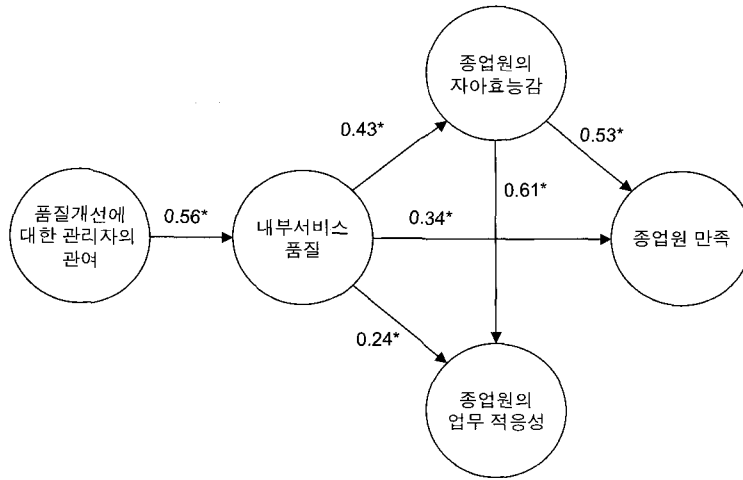 종업원의
자아효능감
0.43*
0.53*
0.61*
품질개선에
대한 관리자의
관여
0.56*
내부서비스
품질
0.34*
종업원 만족
0.24*
종업원의
업무 적응성